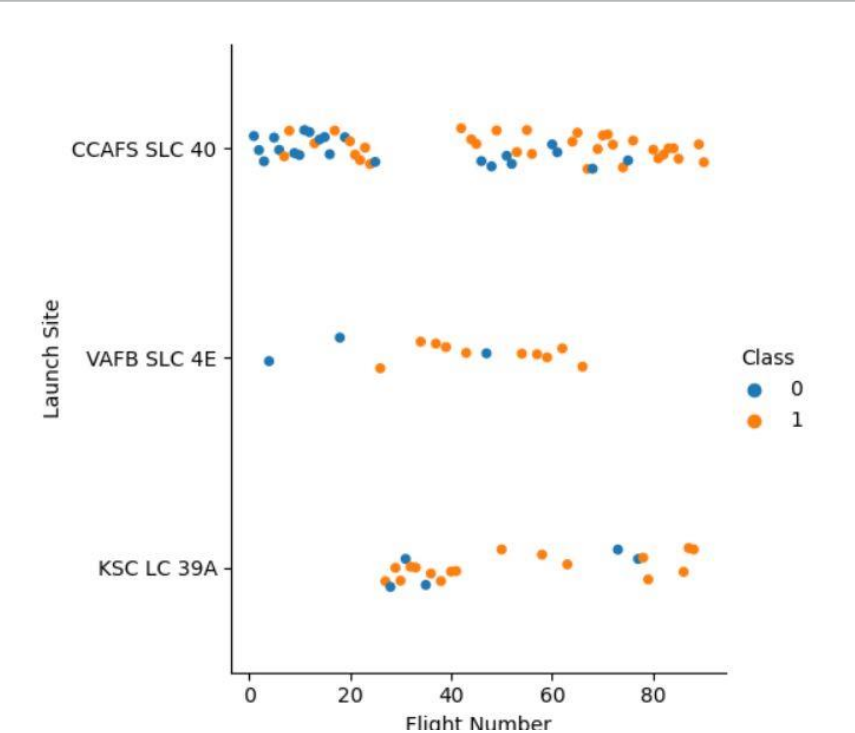 CCAFS SLC 40
VAFB SLC 4E
KSC LC 39A
Launch Site
0 20 40 60 80
Flight Number
Class
0
1